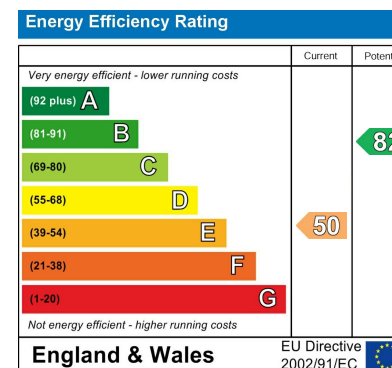 Energy Efficiency Rating
Current
Very energy efficient - lower running costs
(92 plus) A
(81-91) B
(69-80) C
(55-68) D
(39-54) E
(21-38) F
(1-20) G
50
Not energy efficient - higher running costs
England & Wales
EU Directive
2002/91/EC